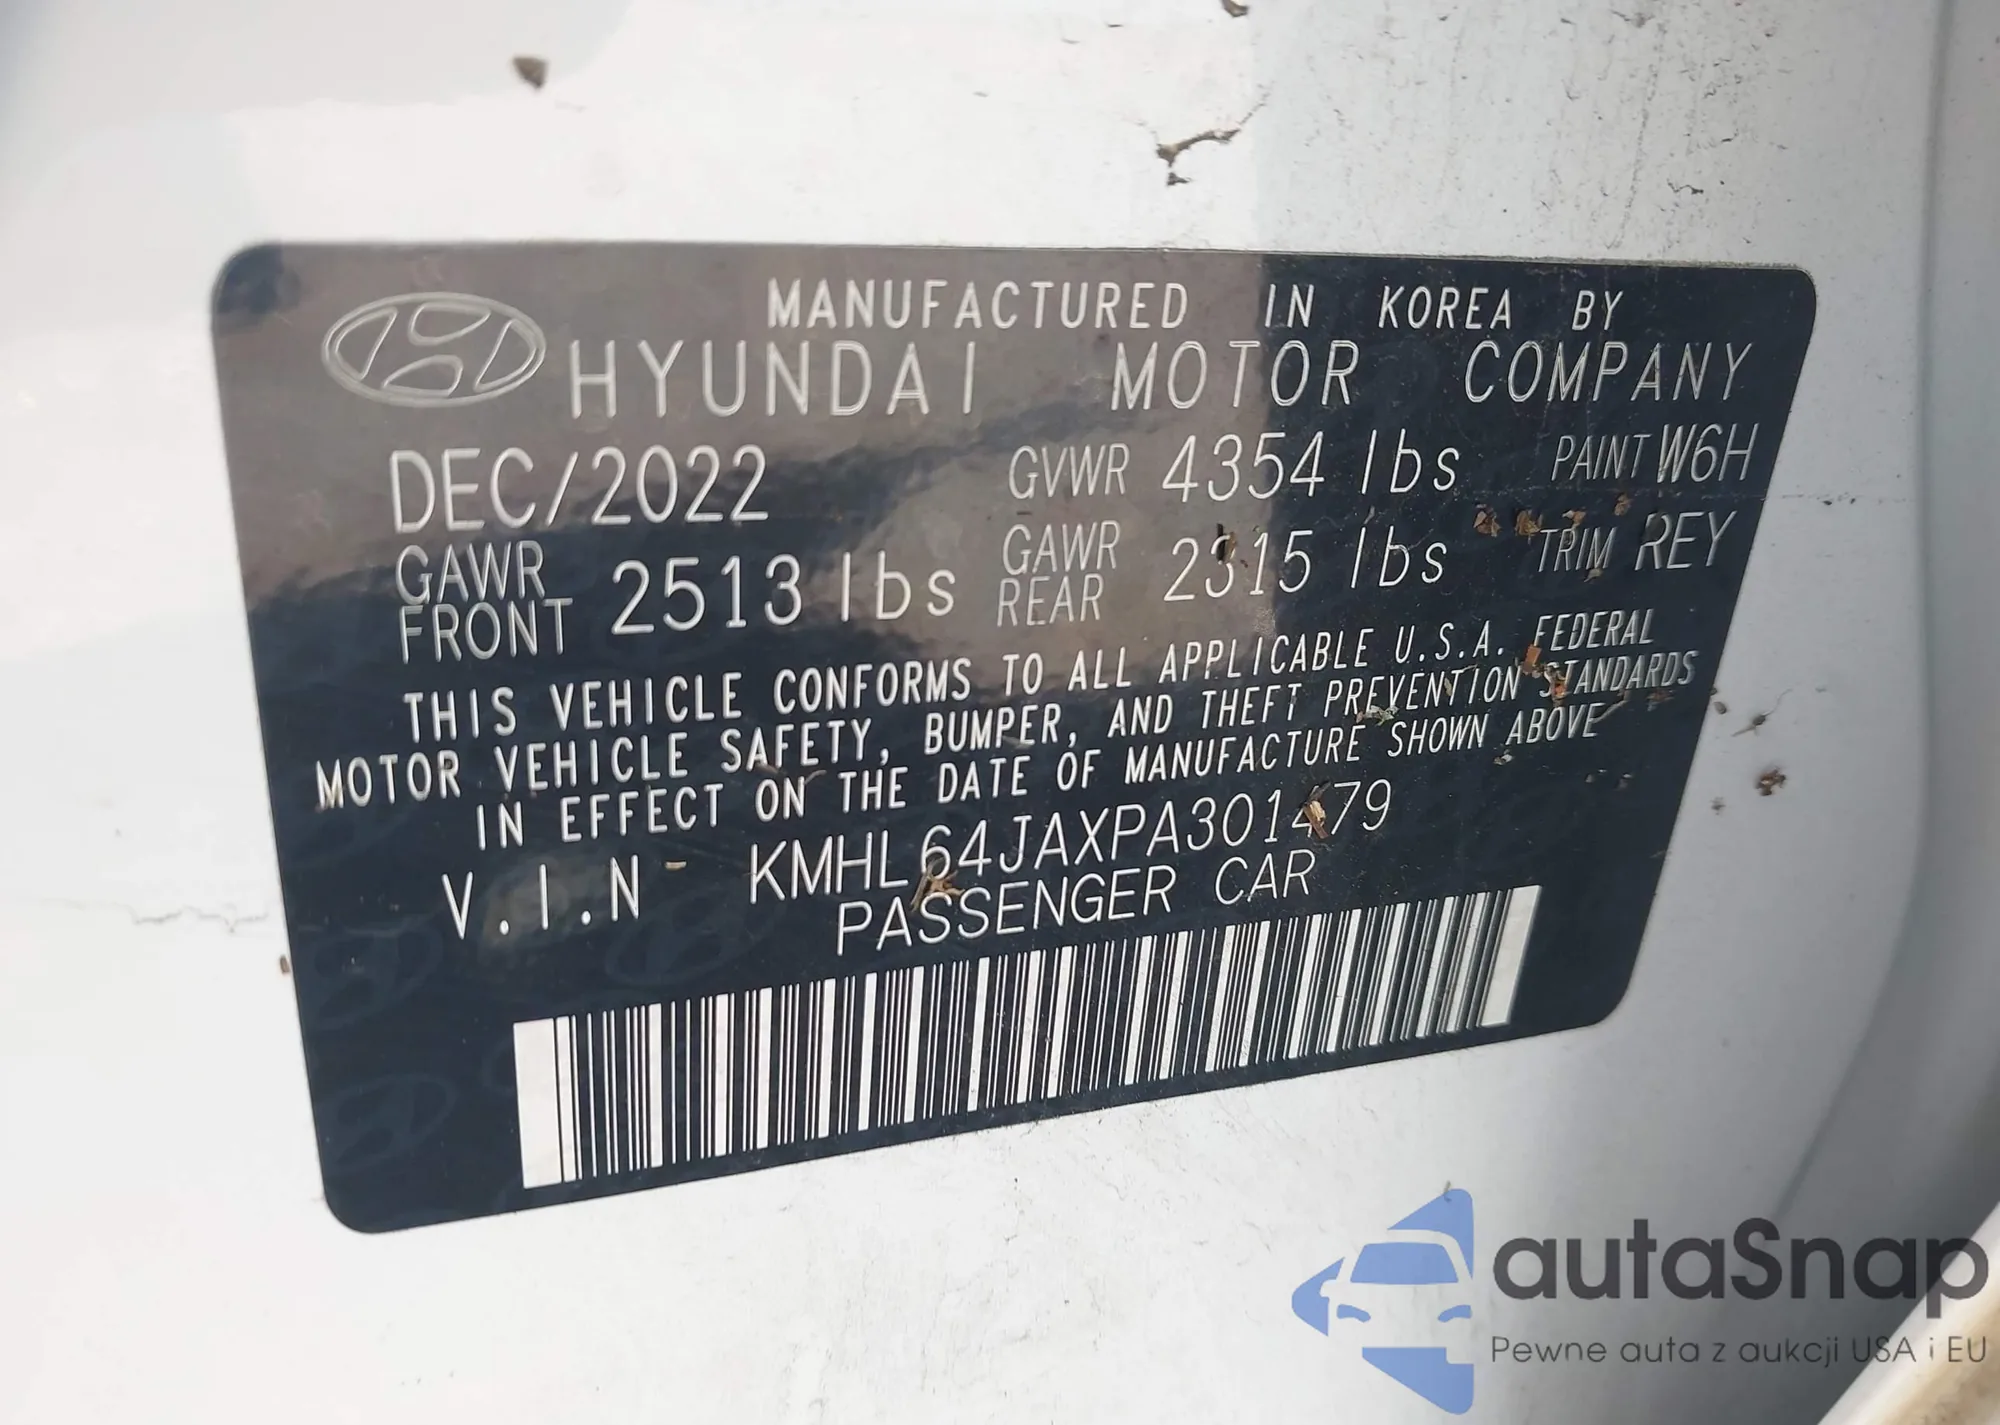 MANUFACTURED IN KOREA BY
HYUNDAI MOTOR COMPANY
DEC/2022 GVWR 4354 lbs PAINT W6H
GAWR FRONT 2513 lbs GAWR REAR 2315 lbs TRIM REY
THIS VEHICLE CONFORMS TO ALL APPLICABLE U.S.A. FEDERAL
MOTOR VEHICLE SAFETY, BUMPER, AND THEFT PREVENTION STANDARDS
IN EFFECT ON THE DATE OF MANUFACTURE SHOWN ABOVE
V.I.N - KMHL64JAXPA301479
PASSENGER CAR
autaSnap
Pewne auta z aukcji USA i EU